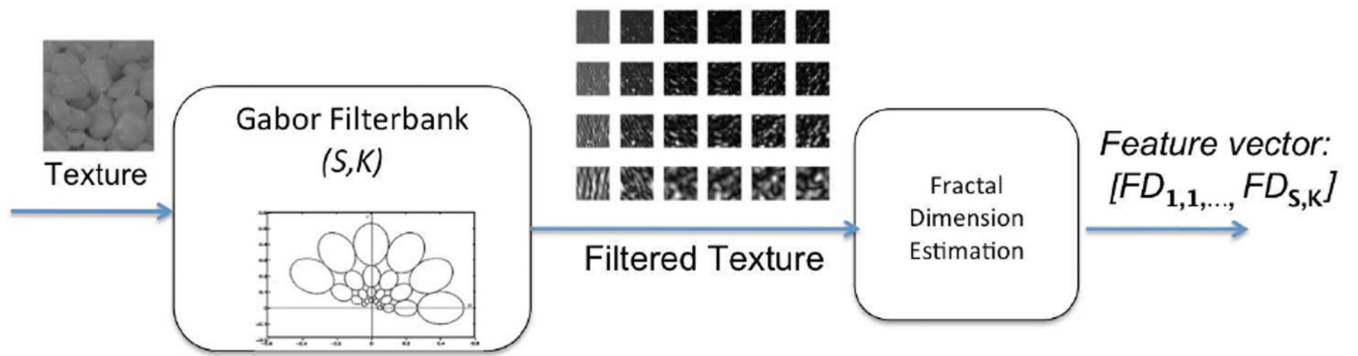 Texture
Gabor Filterbank
(S,K)
Filtered Texture
Fractal
Dimension
Estimation
Feature vector:
[FD1,1,..., FDS,K]